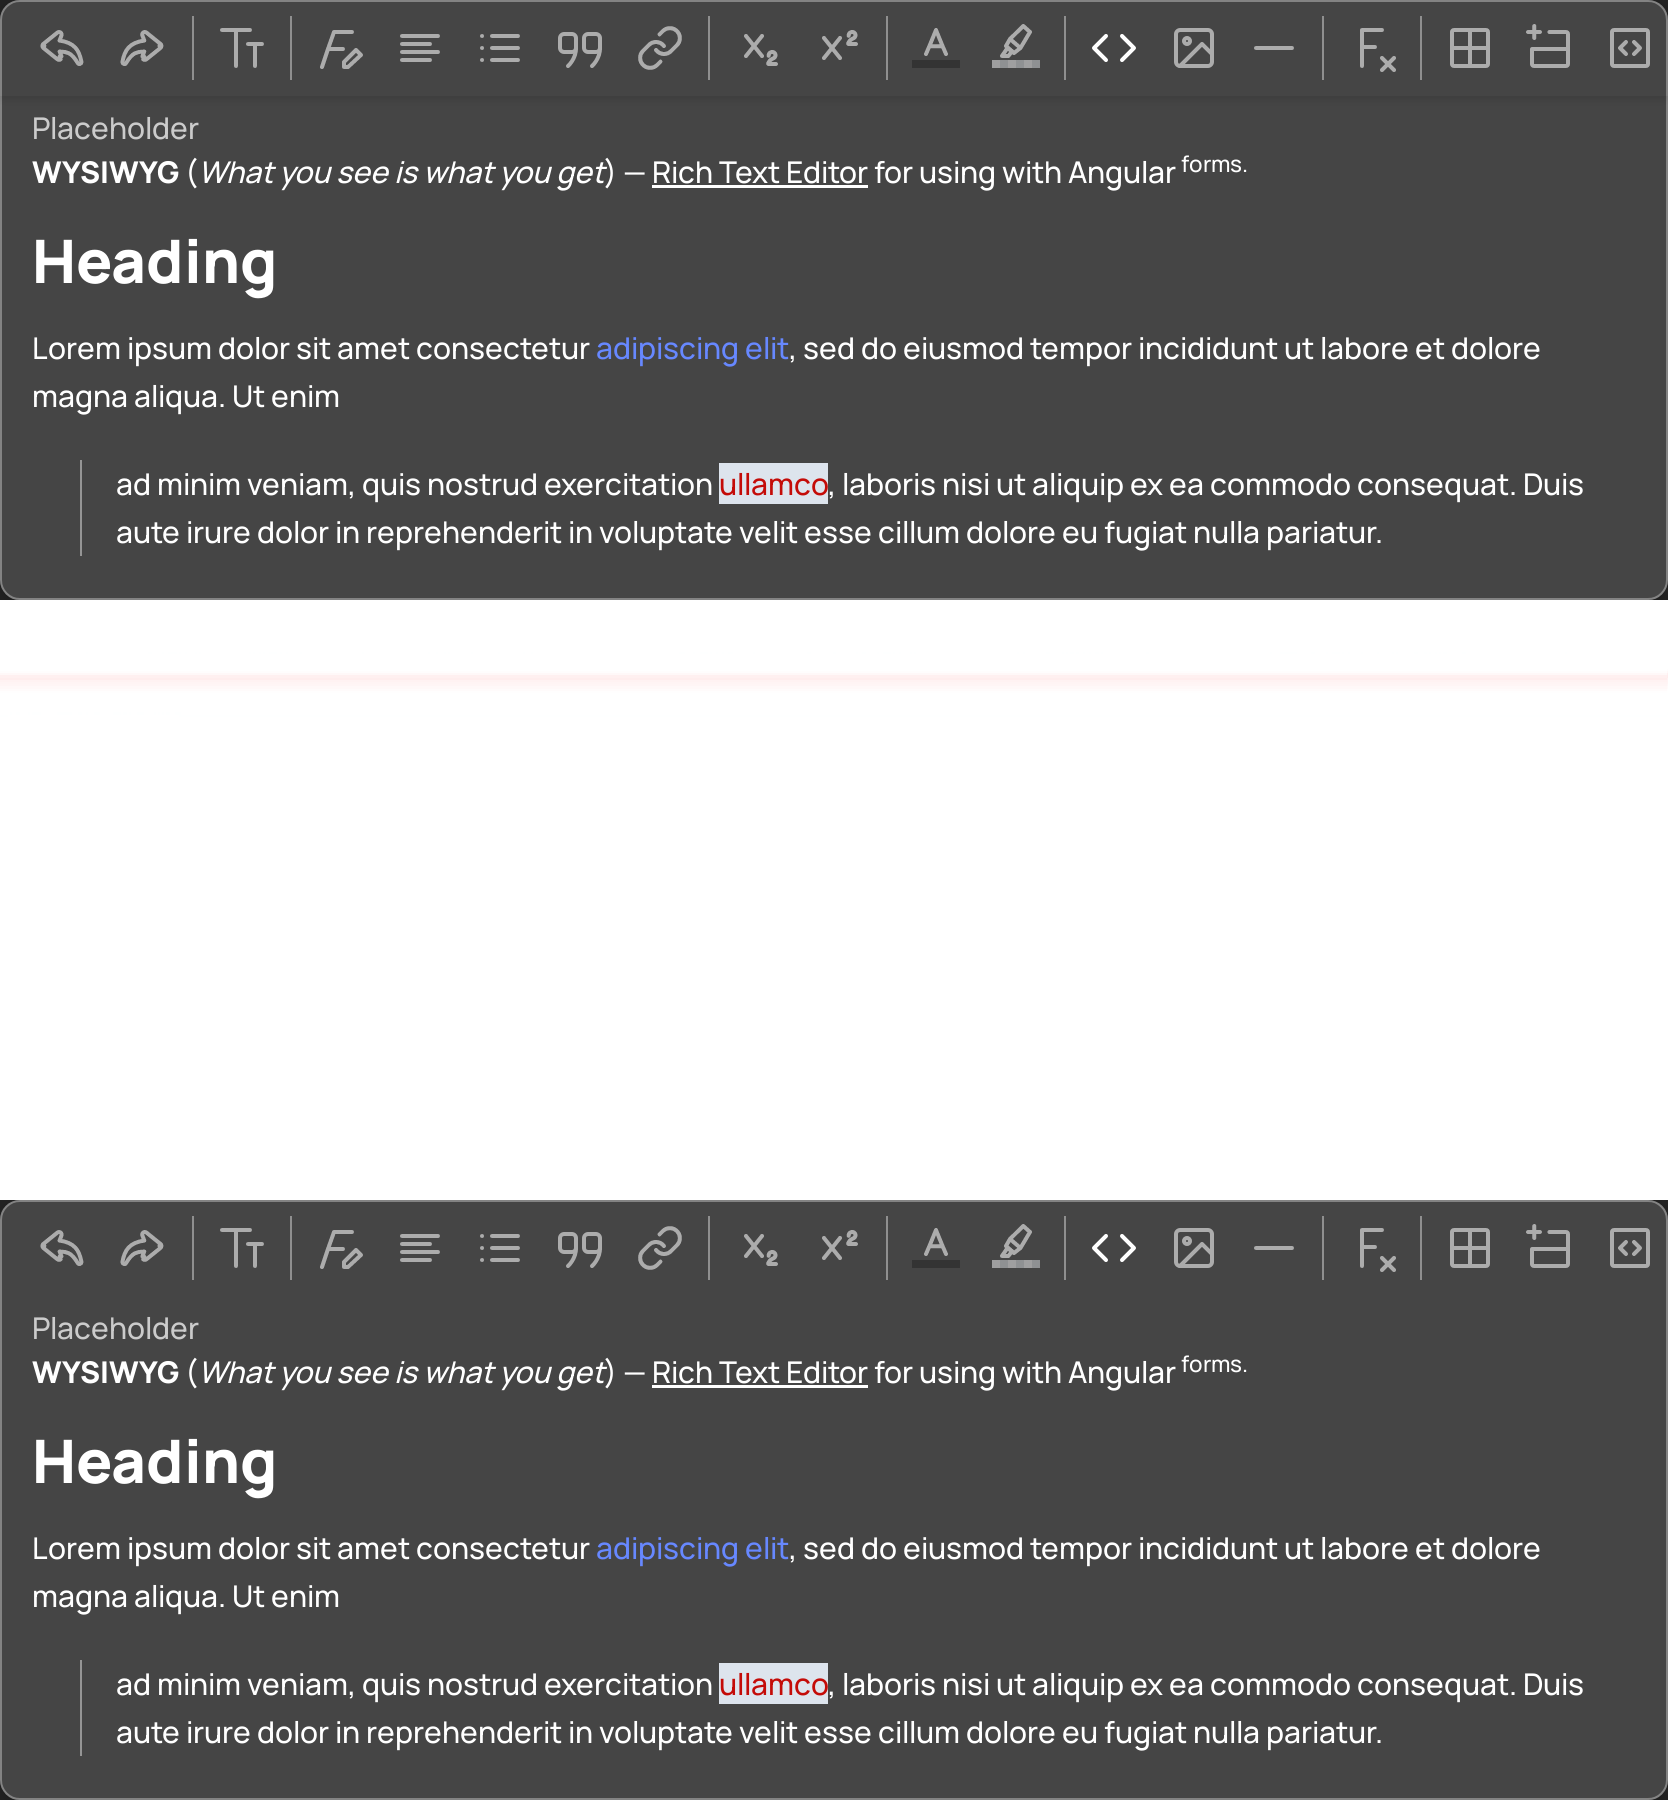 Placeholder
WYSIWYG (What you see is what you get) — Rich Text Editor for using with Angular forms.
Heading
Lorem ipsum dolor sit amet consectetur adipiscing elit, sed do eiusmod tempor incididunt ut labore et dolore
magna aliqua. Ut enim
ad minim veniam, quis nostrud exercitation ullamco, laboris nisi ut aliquip ex ea commodo consequat. Duis
aute irure dolor in reprehenderit in voluptate velit esse cillum dolore eu fugiat nulla pariatur.
Placeholder
WYSIWYG (What you see is what you get) — Rich Text Editor for using with Angular forms.
Heading
Lorem ipsum dolor sit amet consectetur adipiscing elit, sed do eiusmod tempor incididunt ut labore et dolore
magna aliqua. Ut enim
ad minim veniam, quis nostrud exercitation ullamco, laboris nisi ut aliquip ex ea commodo consequat. Duis
aute irure dolor in reprehenderit in voluptate velit esse cillum dolore eu fugiat nulla pariatur.